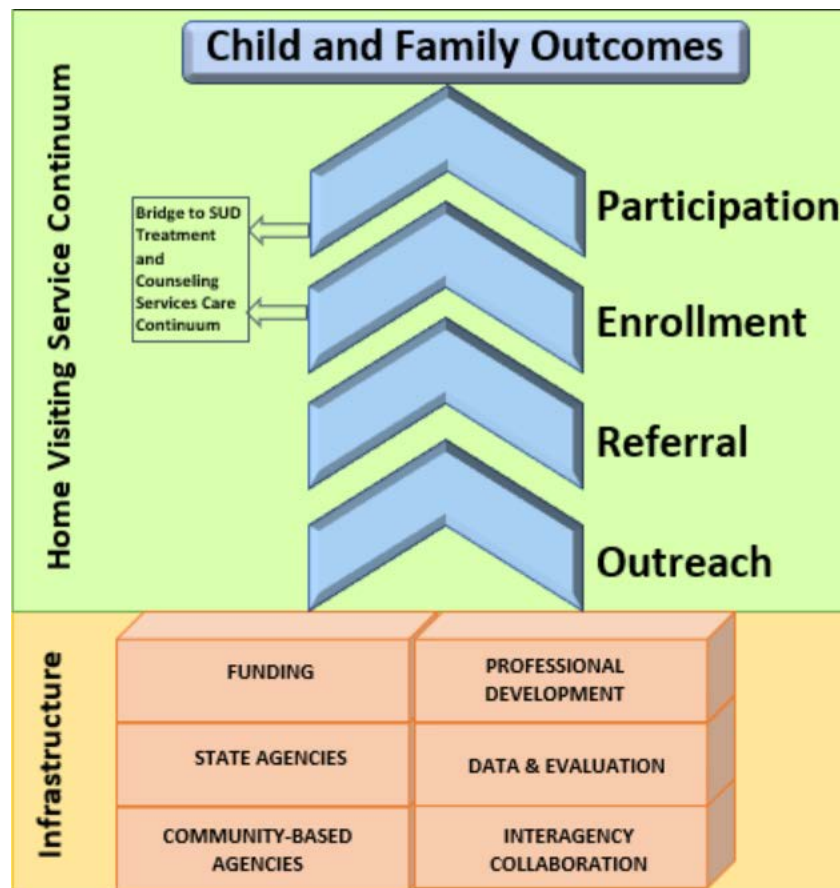 Child and Family Outcomes
Home Visiting Service Continuum
Participation
Bridge to SUD
Treatment
and
Counseling
Services Care
Continuum
Enrollment
Referral
Outreach
Infrastructure
FUNDING
PROFESSIONAL
DEVELOPMENT
STATE AGENCIES
DATA & EVALUATION
COMMUNITY-BASED
AGENCIES
INTERAGENCY
COLLABORATION